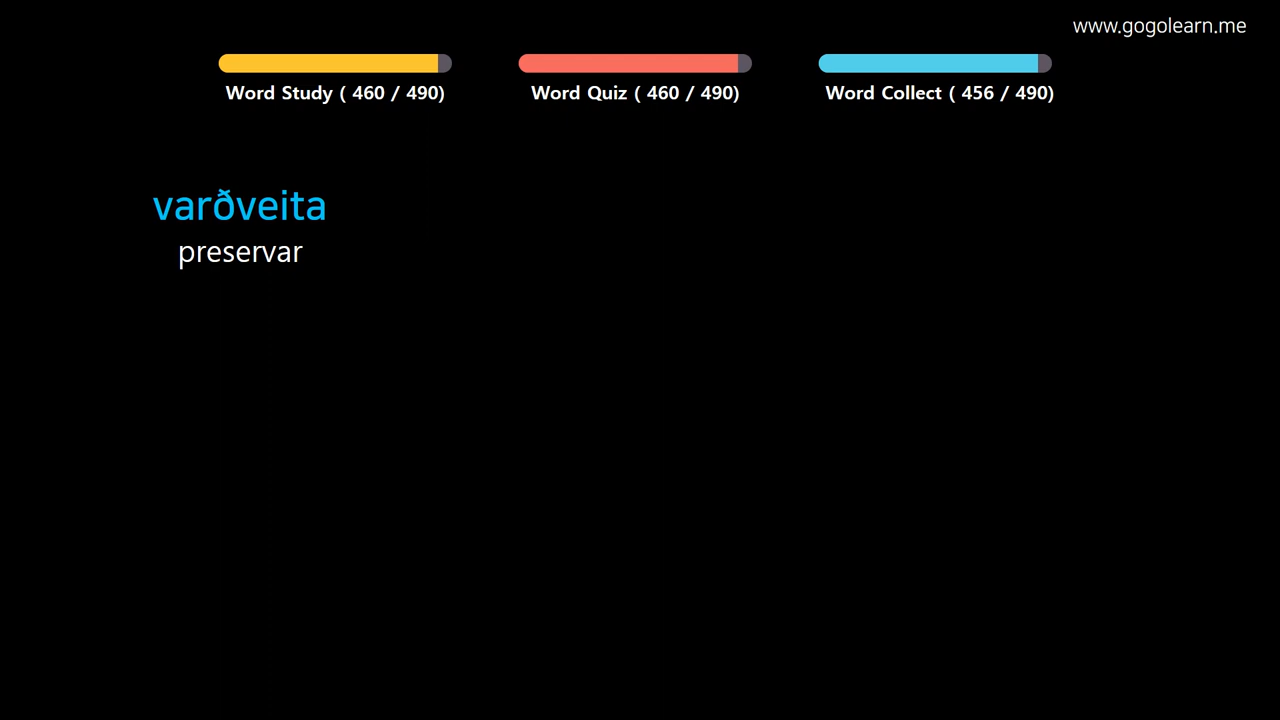 www.gogolearn.me
Word Study ( 460 / 490)
Word Quiz ( 460 / 490)
Word Collect ( 456 / 490)
varðveita
preservar